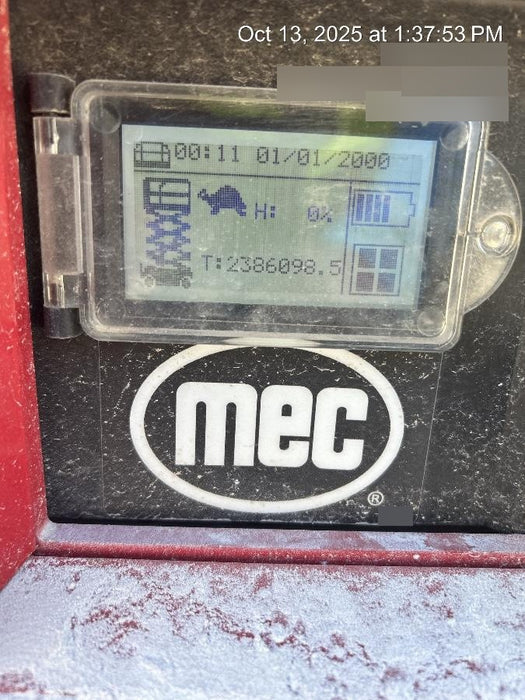 Oct 13, 2025 at 1:37:53 PM
00:11 01/01/2000
H: 0%
T:2386098.5
mec
®